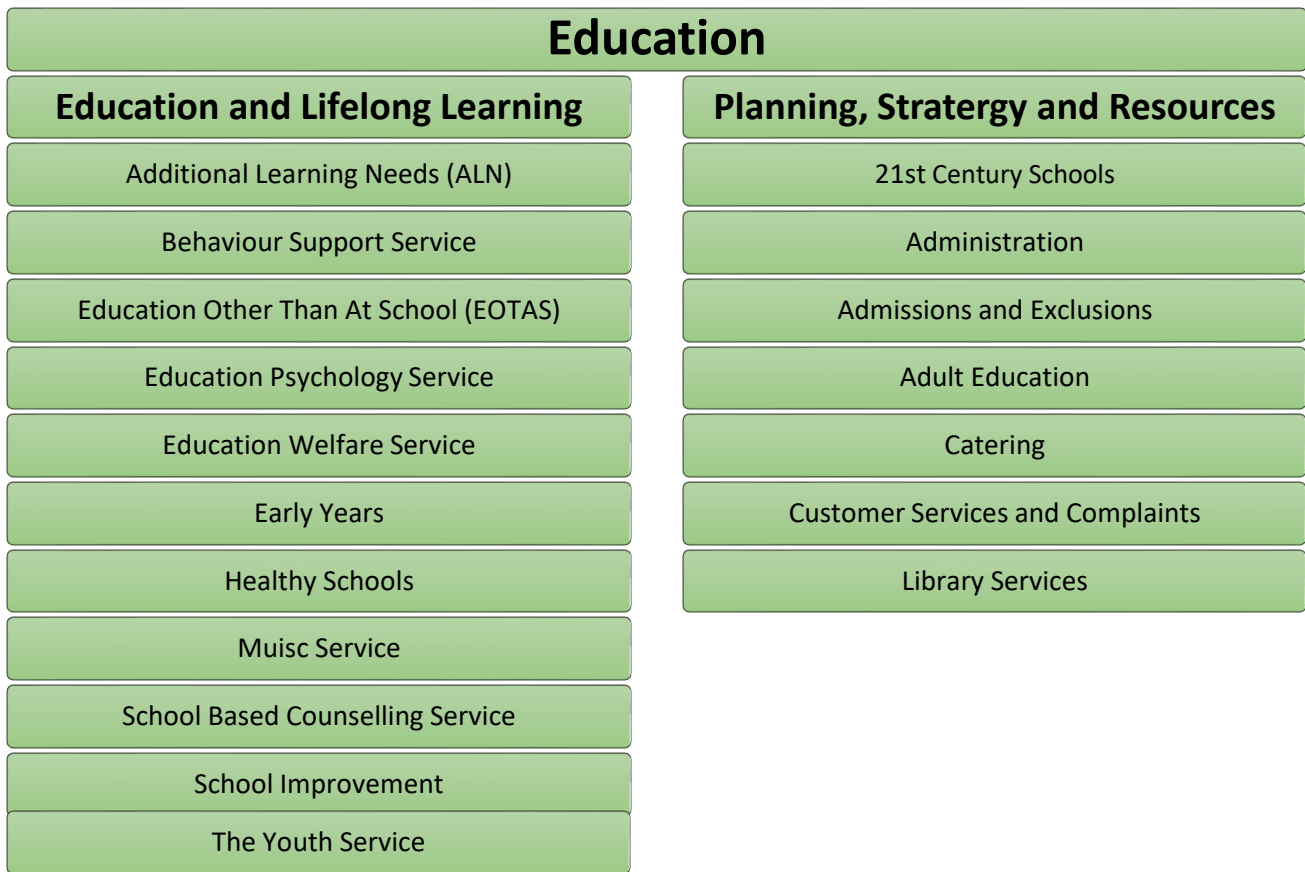 Education
Education and Lifelong Learning
Additional Learning Needs (ALN)
Behaviour Support Service
Education Other Than At School (EOTAS)
Education Psychology Service
Education Welfare Service
Early Years
Healthy Schools
Muisc Service
School Based Counselling Service
School Improvement
The Youth Service
Planning, Stratergy and Resources
21st Century Schools
Administration
Admissions and Exclusions
Adult Education
Catering
Customer Services and Complaints
Library Services